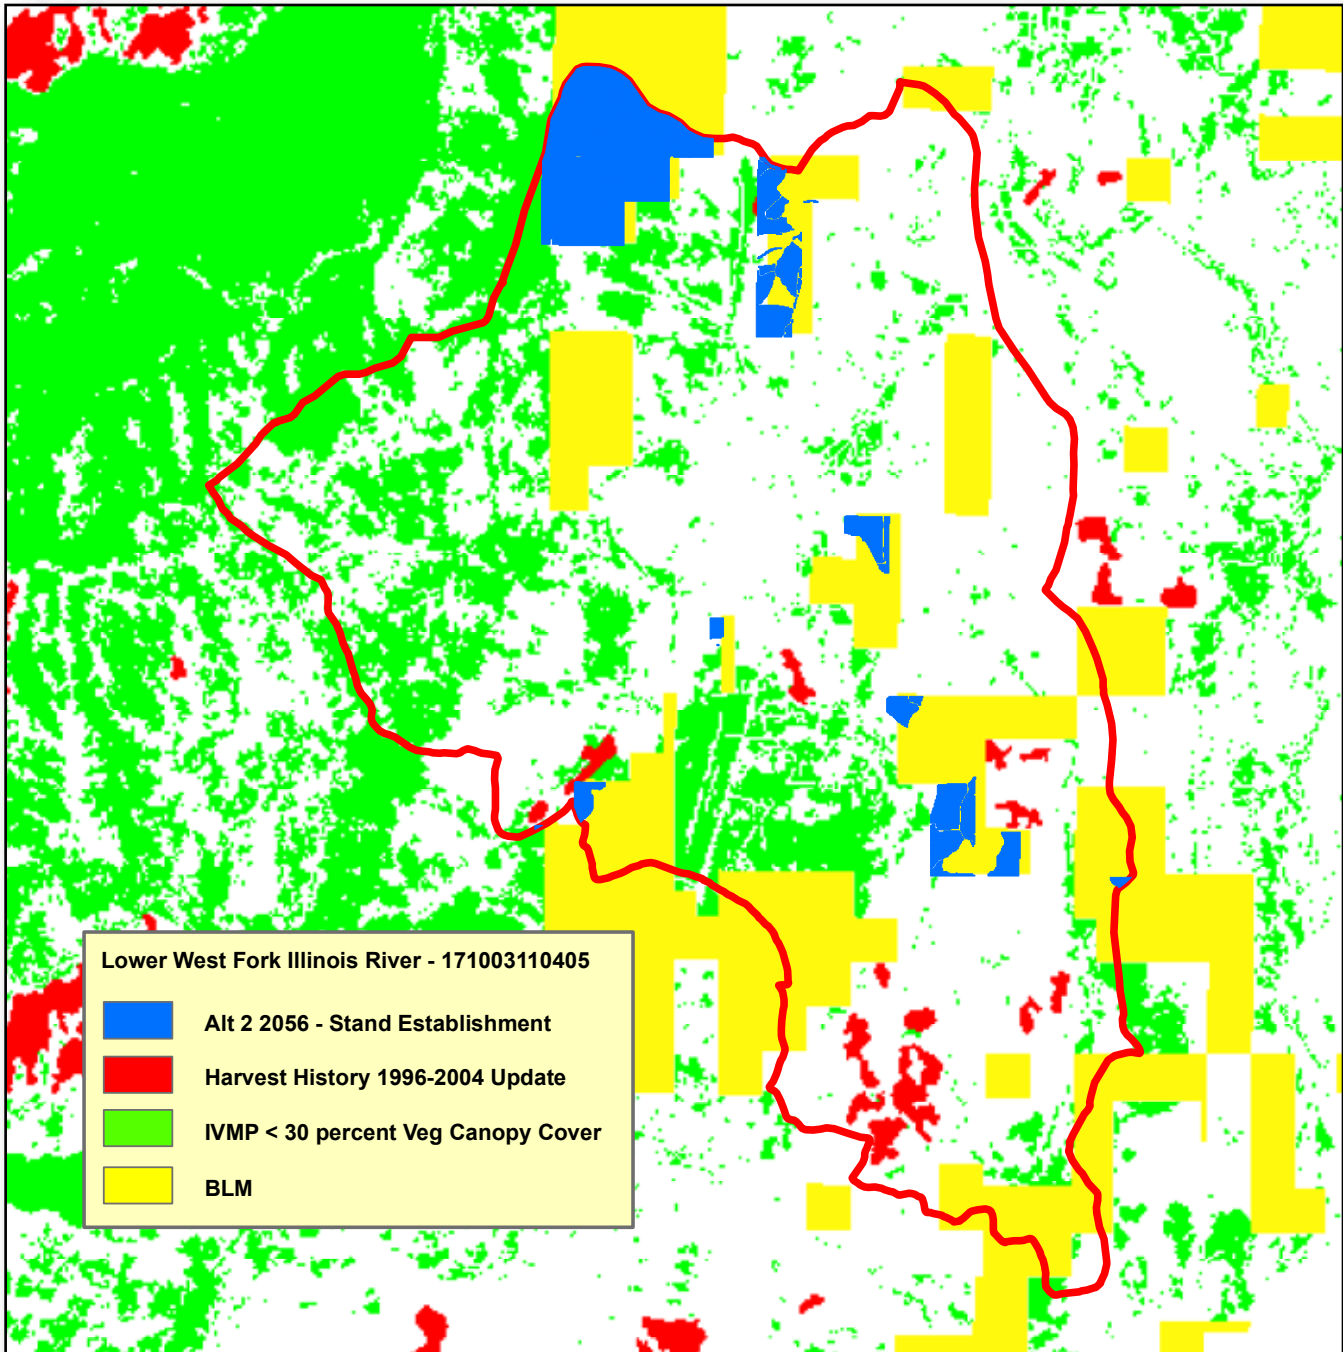 Lower West Fork Illinois River - 171003110405
Alt 2 2056 - Stand Establishment
Harvest History 1996-2004 Update
IVMP < 30 percent Veg Canopy Cover
BLM